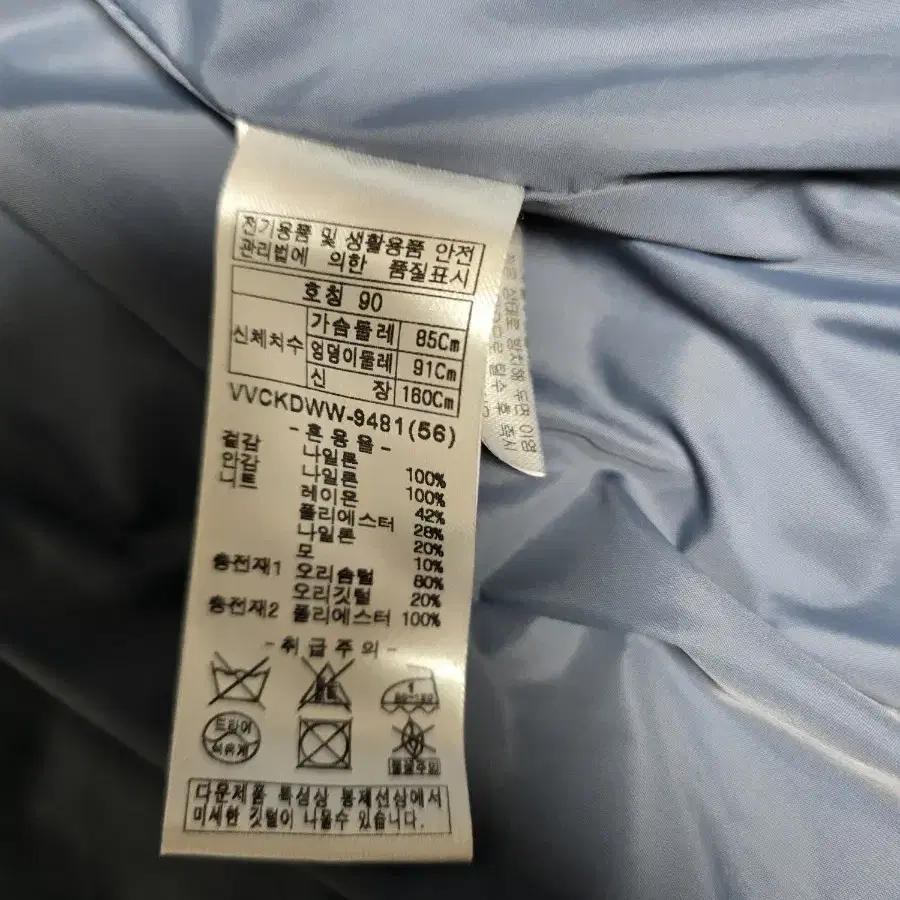 전기용품 및 생활용품 안전
관리법에 의한 품질표시
호칭 90
신체치수 가슴둘레 85Cm
엉덩이둘레 91Cm
신 장 160Cm
VVCKDWW-9481(56)
- 혼 용 율 -
겉감 나일론 100%
안감 나일론 100%
니트 레이온 42%
폴리에스터 28%
나일론 20%
모 10%
충전재1 오리솜털 80%
오리깃털 20%
충전재2 폴리에스터 100%
- 취 급 주 의 -
드라이
석유계
다운제품 특성상 봉제선상에서
미세한 깃털이 나올수 있습니다.